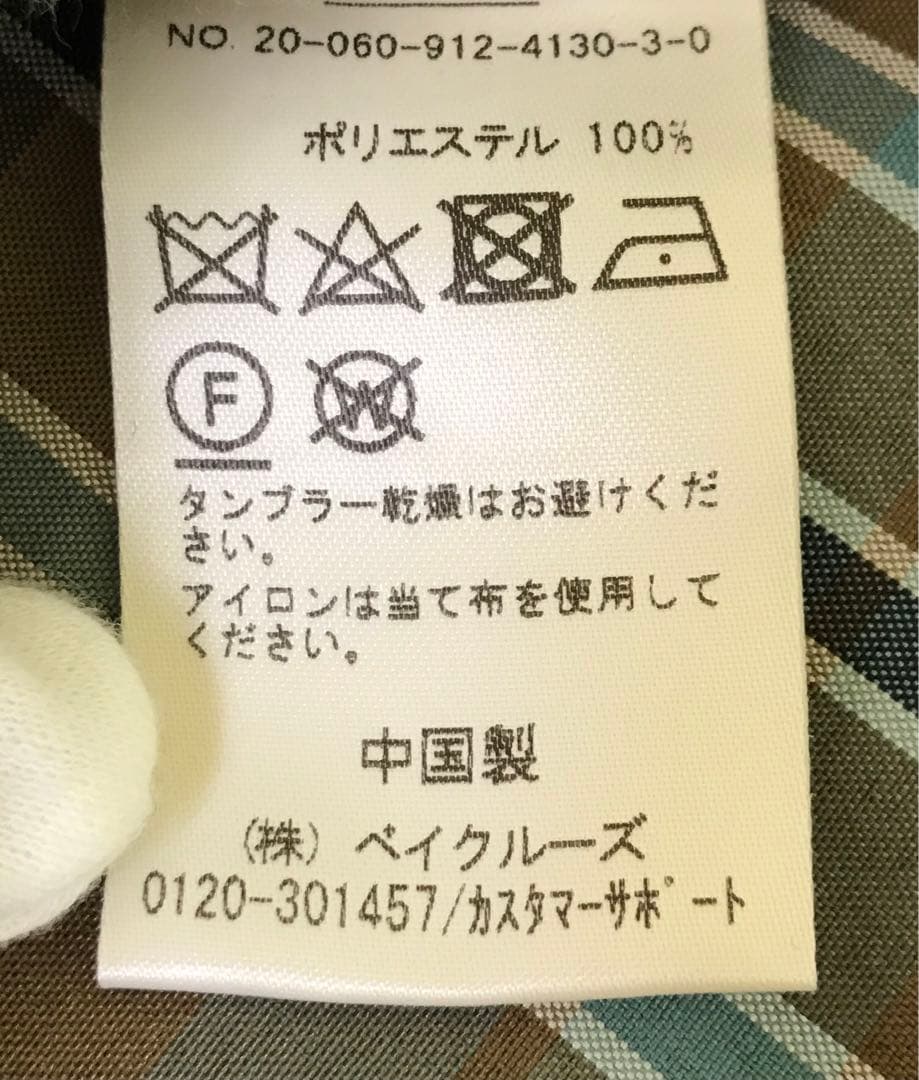 NO. 20-060-912-4130-3-0
ポリエステル 100%
F
W
タンブラー乾燥はお避けくだ
さい。
アイロンは当て布を使用して
ください。
中国製
(株) ベイクルーズ
0120-301457/カスタマーサポート